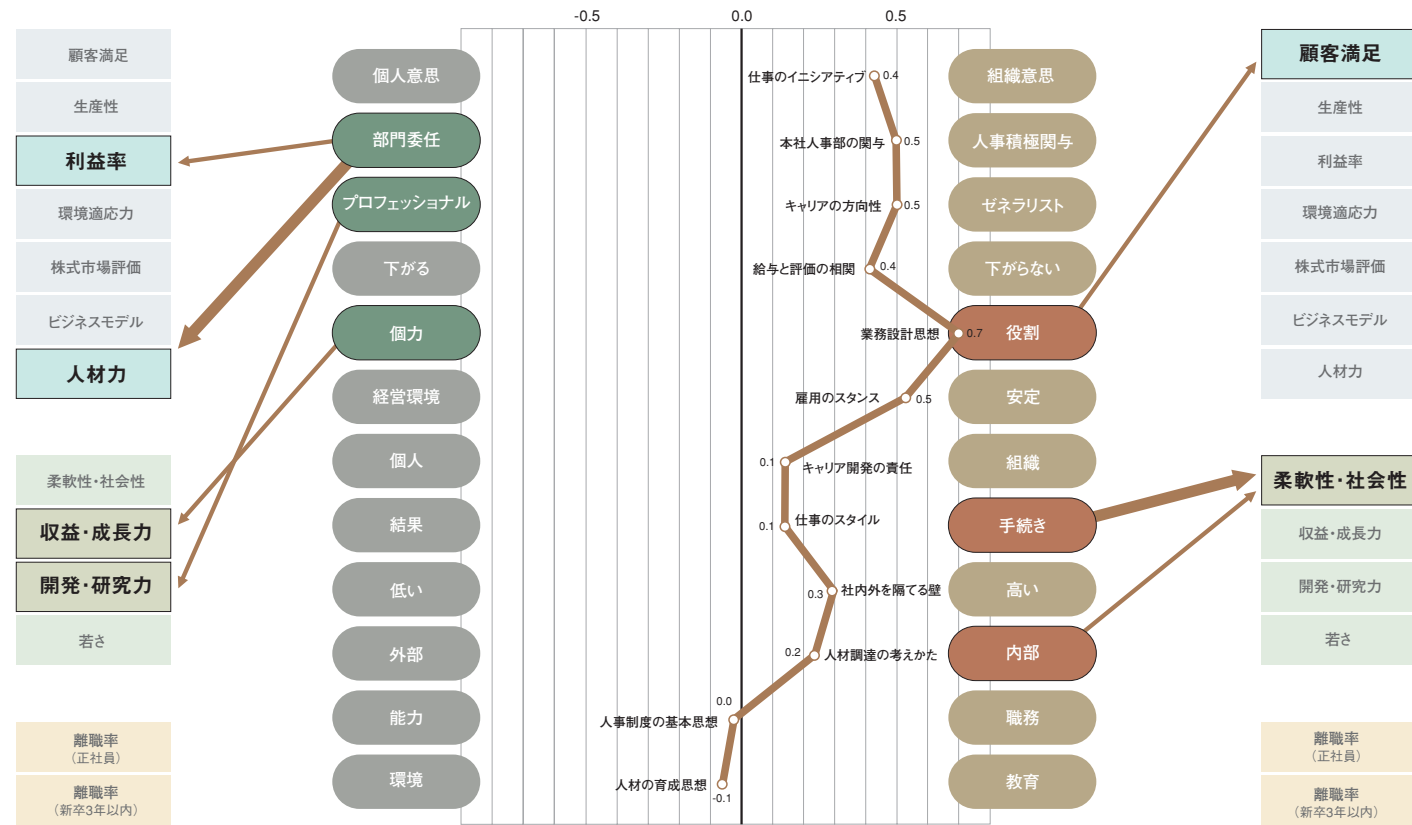 -0.5
0.0
0.5
顧客満足
生産性
利益率
環境適応力
株式市場評価
ビジネスモデル
人材力
柔軟性・社会性
収益・成長力
開発・研究力
若さ
離職率
（正社員）
離職率
（新卒3年以内）
個人意思
部門委任
プロフェッショナル
下がる
個力
経営環境
個人
結果
低い
外部
能力
環境
仕事のイニシアティブ 0.4
本社人事部の関与 0.5
キャリアの方向性 0.5
給与と評価の相関 0.4
業務設計思想 0.7
雇用のスタンス 0.5
0.1 キャリア開発の責任
0.1 仕事のスタイル
0.3 社内外を隔てる壁
0.2 人材調達の考えかた
0.0
人事制度の基本思想
人材の育成思想
-0.1
組織意思
人事積極関与
ゼネラリスト
下がらない
役割
安定
組織
手続き
高い
内部
職務
教育
顧客満足
生産性
利益率
環境適応力
株式市場評価
ビジネスモデル
人材力
柔軟性・社会性
収益・成長力
開発・研究力
若さ
離職率
（正社員）
離職率
（新卒3年以内）